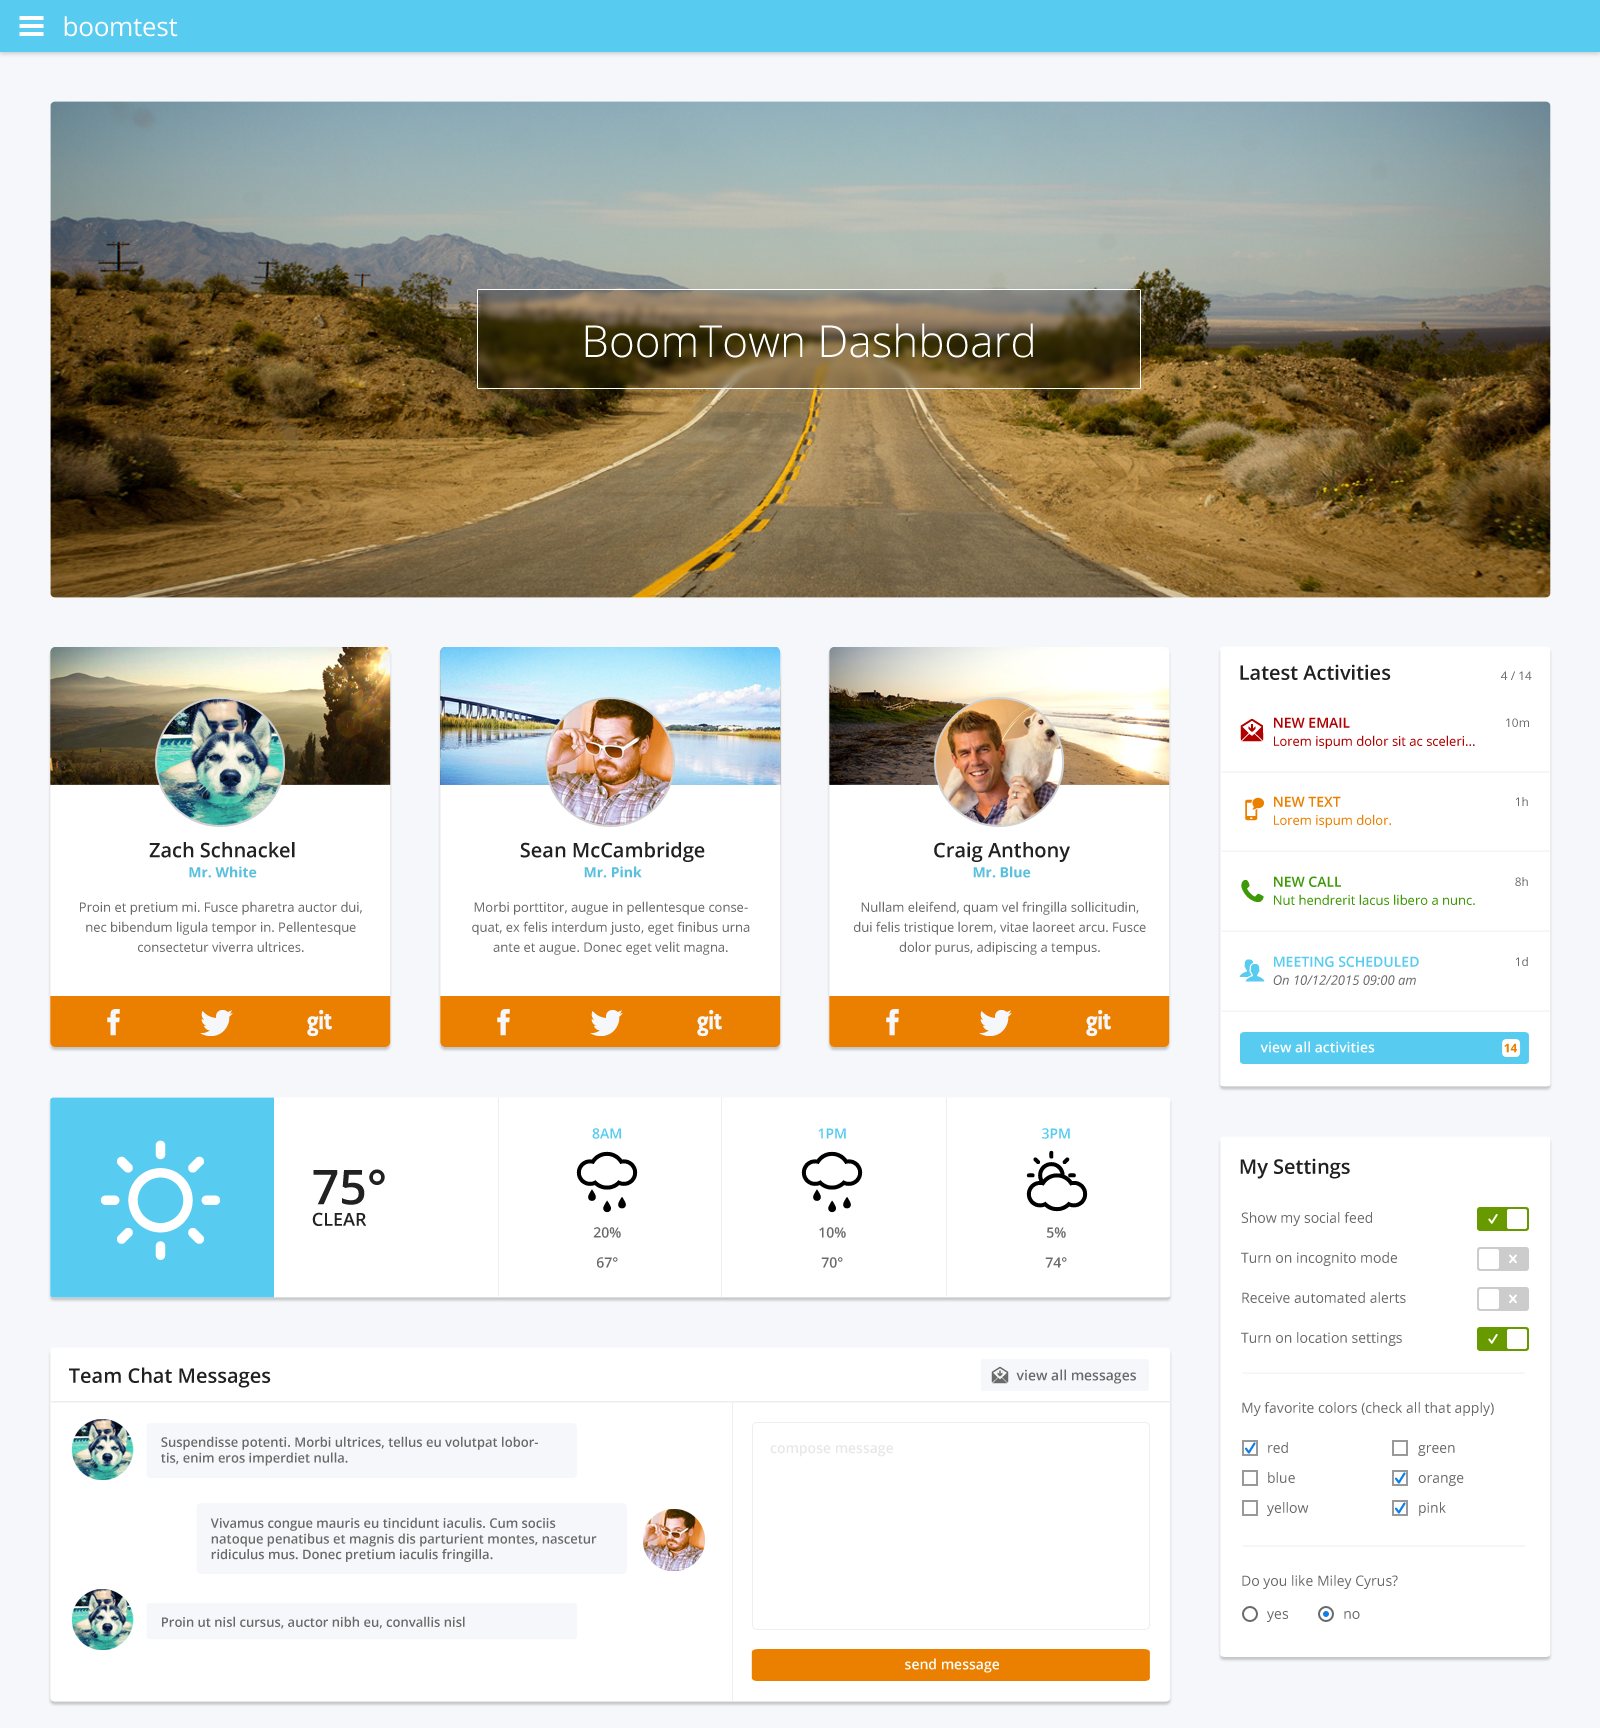 boomtest
BoomTown Dashboard
Zach Schnackel
Mr. White
Proin et pretium mi. Fusce pharetra auctor dui,
nec bibendum ligula tempor in. Pellentesque
consectetur viverra ultrices.
git
Sean McCambridge
Mr. Pink
Morbi porttitor, augue in pellentesque conse-
quat, ex felis interdum justo, eget finibus urna
ante et augue. Donec eget velit magna.
git
Craig Anthony
Mr. Blue
Nullam eleifend, quam vel fringilla sollicitudin,
dui felis tristique lorem, vitae laoreet arcu. Fusce
dolor purus, adipiscing a tempus.
git
Latest Activities 4 / 14
NEW EMAIL 10m
Lorem ispum dolor sit ac sceleri...
NEW TEXT 1h
Lorem ispum dolor.
NEW CALL 8h
Nut hendrerit lacus libero a nunc.
MEETING SCHEDULED 1d
On 10/12/2015 09:00 am
view all activities 14
75°
CLEAR
8AM
20%
67°
1PM
10%
70°
3PM
5%
74°
My Settings
Show my social feed
Turn on incognito mode
Receive automated alerts
Turn on location settings
My favorite colors (check all that apply)
red green
blue orange
yellow pink
Do you like Miley Cyrus?
yes no
Team Chat Messages
view all messages
Suspendisse potenti. Morbi ultrices, tellus eu volutpat lobor-
tis, enim eros imperdiet nulla.
Vivamus congue mauris eu tincidunt iaculis. Cum sociis
natoque penatibus et magnis dis parturient montes, nascetur
ridiculus mus. Donec pretium iaculis fringilla.
Proin ut nisl cursus, auctor nibh eu, convallis nisl
compose message
send message